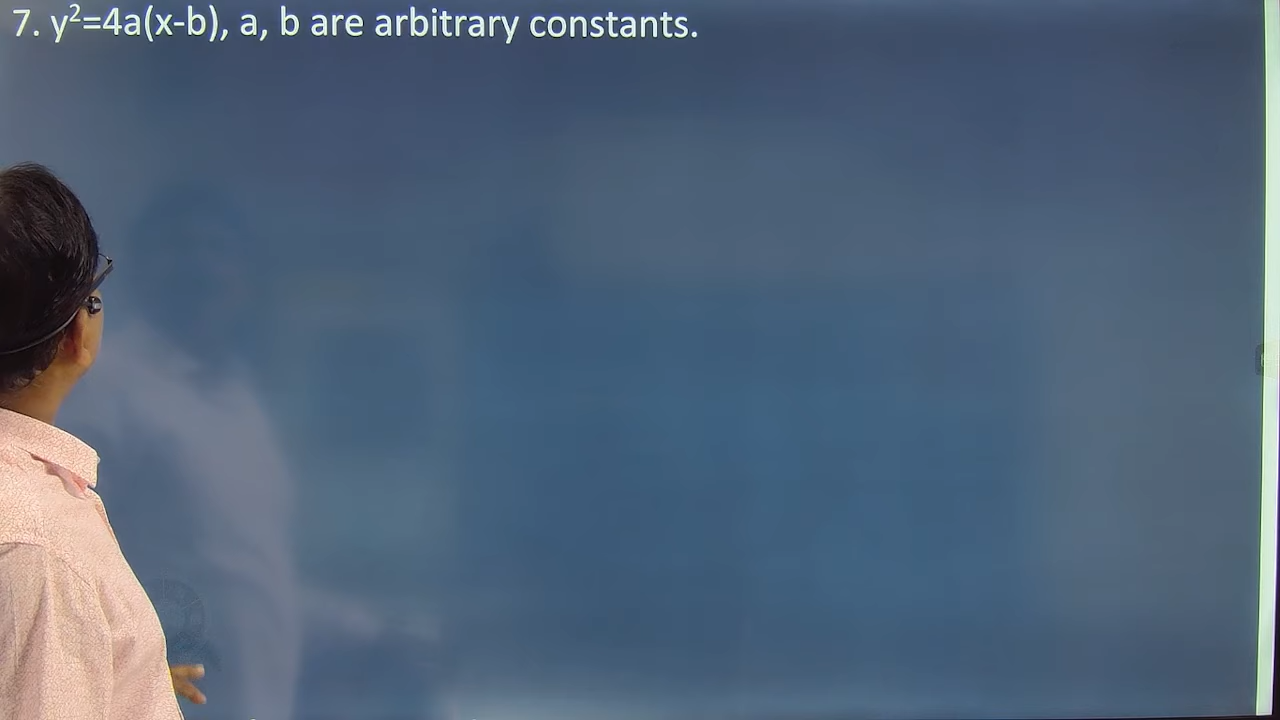 7. y²=4a(x-b), a, b are arbitrary constants.